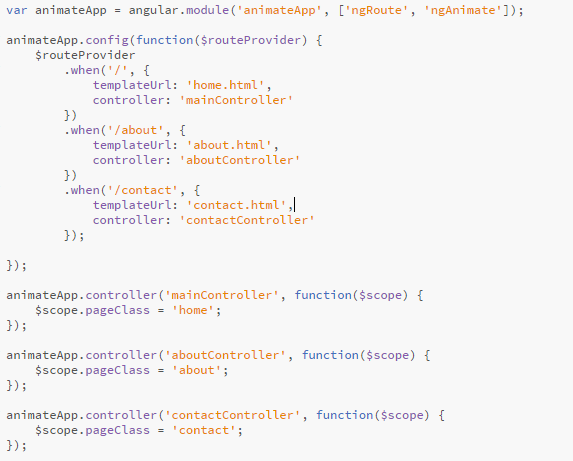 var animateApp = angular.module('animateApp', ['ngRoute', 'ngAnimate']);

animateApp.config(function($routeProvider) {
    $routeProvider
        .when('/', {
            templateUrl: 'home.html',
            controller: 'mainController'
        })
        .when('/about', {
            templateUrl: 'about.html',
            controller: 'aboutController'
        })
        .when('/contact', {
            templateUrl: 'contact.html',
            controller: 'contactController'
        });

});

animateApp.controller('mainController', function($scope) {
    $scope.pageClass = 'home';
});

animateApp.controller('aboutController', function($scope) {
    $scope.pageClass = 'about';
});

animateApp.controller('contactController', function($scope) {
    $scope.pageClass = 'contact';
});